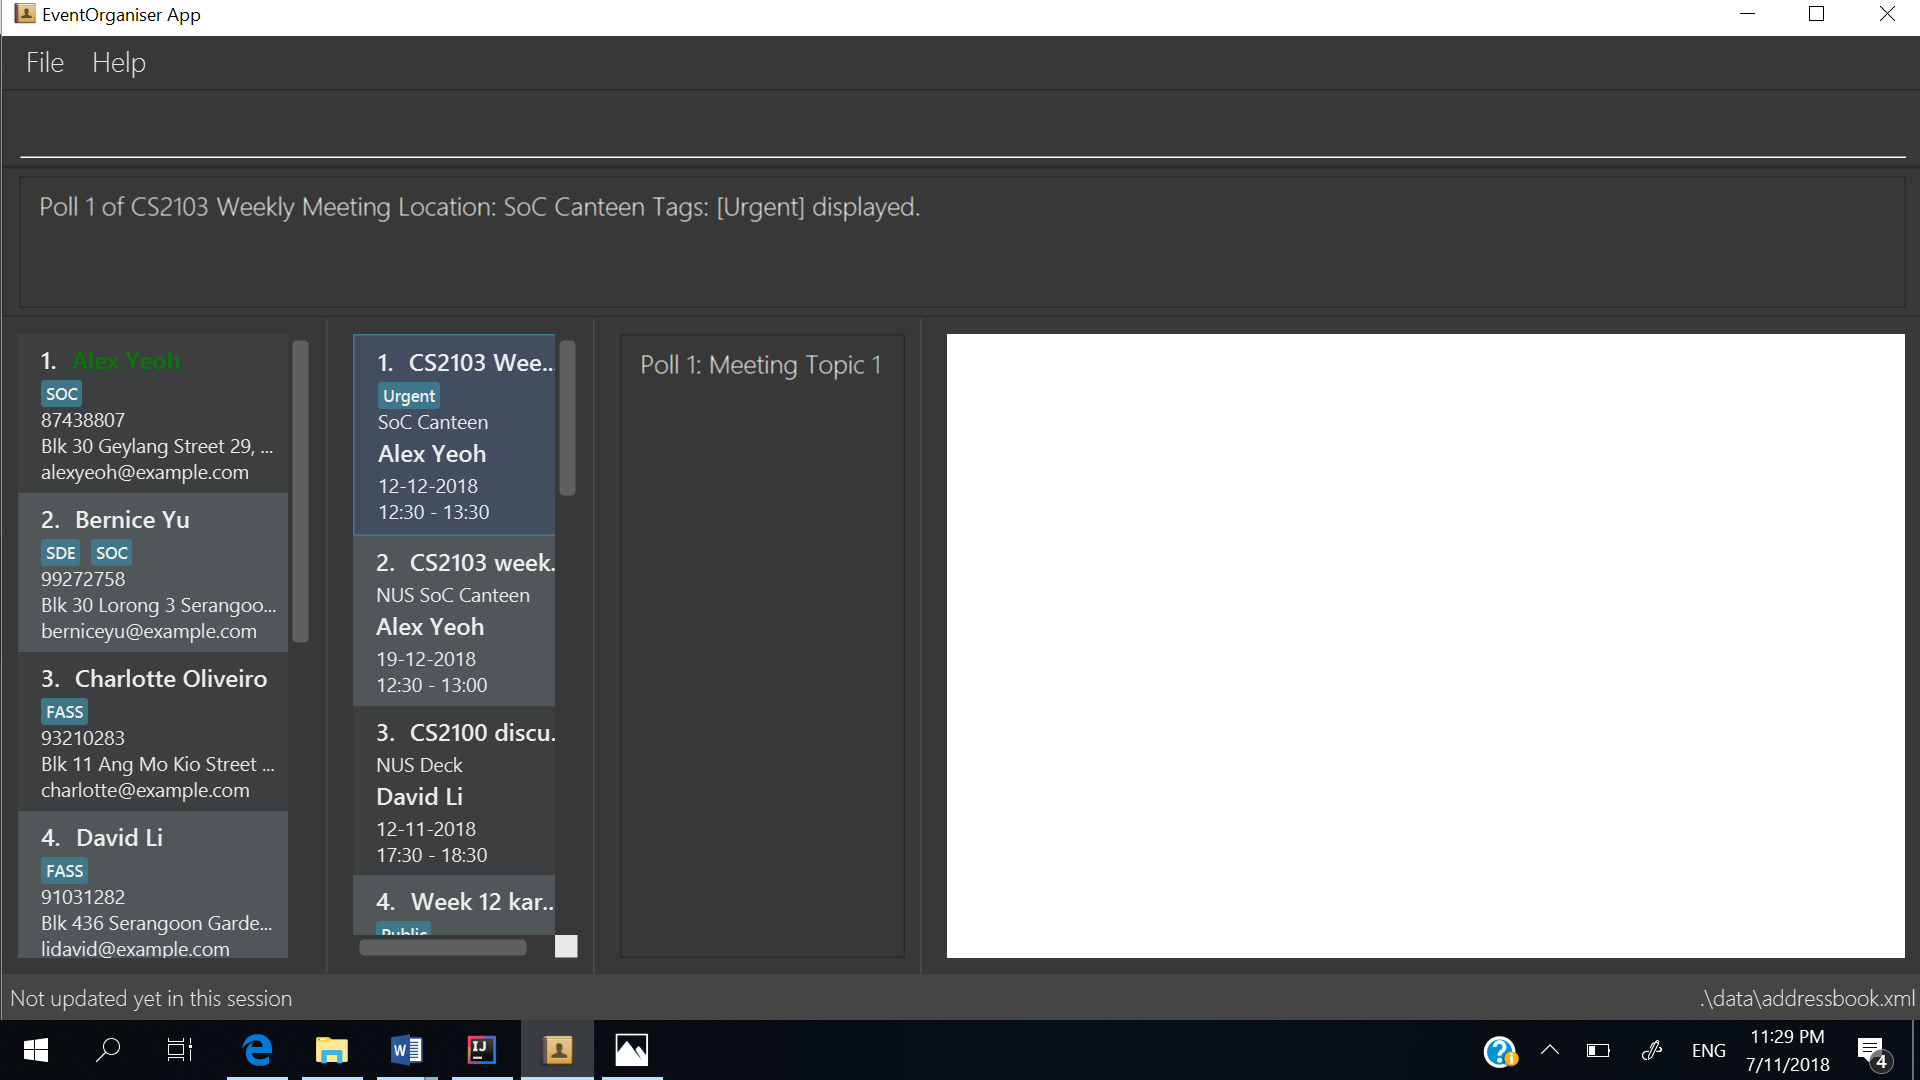 EventOrganiser App
File Help
Poll 1 of CS2103 Weekly Meeting Location: SoC Canteen Tags: [Urgent] displayed.
1. Alex Yeoh
SOC
87438807
Blk 30 Geylang Street 29, ...
alexyeoh@example.com
2. Bernice Yu
SDE SOC
99272758
Blk 30 Lorong 3 Serangoo...
berniceyu@example.com
3. Charlotte Oliveiro
FASS
93210283
Blk 11 Ang Mo Kio Street ...
charlotte@example.com
4. David Li
FASS
91031282
Blk 436 Serangoon Garde...
lidavid@example.com
1. CS2103 Wee...
Urgent
SoC Canteen
Alex Yeoh
12-12-2018
12:30 - 13:30
2. CS2103 week.
NUS SoC Canteen
Alex Yeoh
19-12-2018
12:30 - 13:00
3. CS2100 discu.
NUS Deck
David Li
12-11-2018
17:30 - 18:30
4. Week 12 kar...
Public
Poll 1: Meeting Topic 1
Not updated yet in this session
.\data\addressbook.xml
ENG
11:29 PM
7/11/2018
4